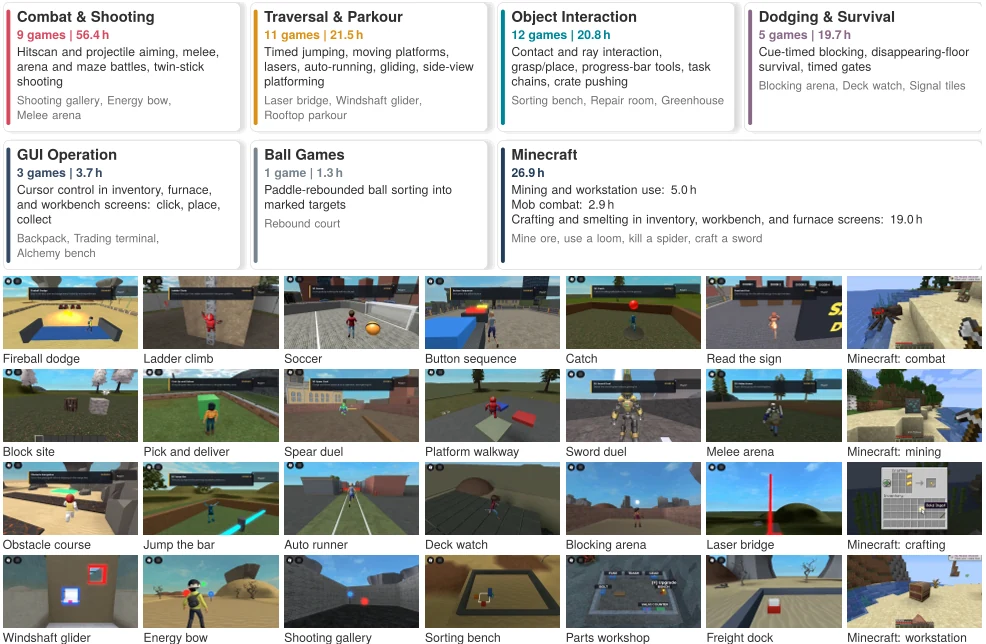 Combat & Shooting
9 games | 56.4 h
Hitscan and projectile aiming, melee,
arena and maze battles, twin-stick
shooting
Shooting gallery, Energy bow,
Melee arena
Traversal & Parkour
11 games | 21.5 h
Timed jumping, moving platforms,
lasers, auto-running, gliding, side-view
platforming
Laser bridge, Windshaft glider,
Rooftop parkour
Object Interaction
12 games | 20.8 h
Contact and ray interaction,
grasp/place, progress-bar tools, task
chains, crate pushing
Sorting bench, Repair room, Greenhouse
Dodging & Survival
5 games | 19.7 h
Cue-timed blocking, disappearing-floor
survival, timed gates
Blocking arena, Deck watch, Signal tiles
GUI Operation
3 games | 3.7 h
Cursor control in inventory, furnace,
and workbench screens: click, place,
collect
Backpack, Trading terminal,
Alchemy bench
Ball Games
1 game | 1.3 h
Paddle-rebounded ball sorting into
marked targets
Rebound court
Minecraft
26.9 h
Mining and workstation use: 5.0 h
Mob combat: 2.9 h
Crafting and smelting in inventory, workbench, and furnace screens: 19.0 h
Mine ore, use a loom, kill a spider, craft a sword
Fireball dodge
Ladder climb
Soccer
Button sequence
Catch
Read the sign
Minecraft: combat
Block site
Pick and deliver
Spear duel
Platform walkway
Sword duel
Melee arena
Minecraft: mining
Obstacle course
Jump the bar
Auto runner
Deck watch
Blocking arena
Laser bridge
Minecraft: crafting
Windshaft glider
Energy bow
Shooting gallery
Sorting bench
Parts workshop
Freight dock
Minecraft: workstation